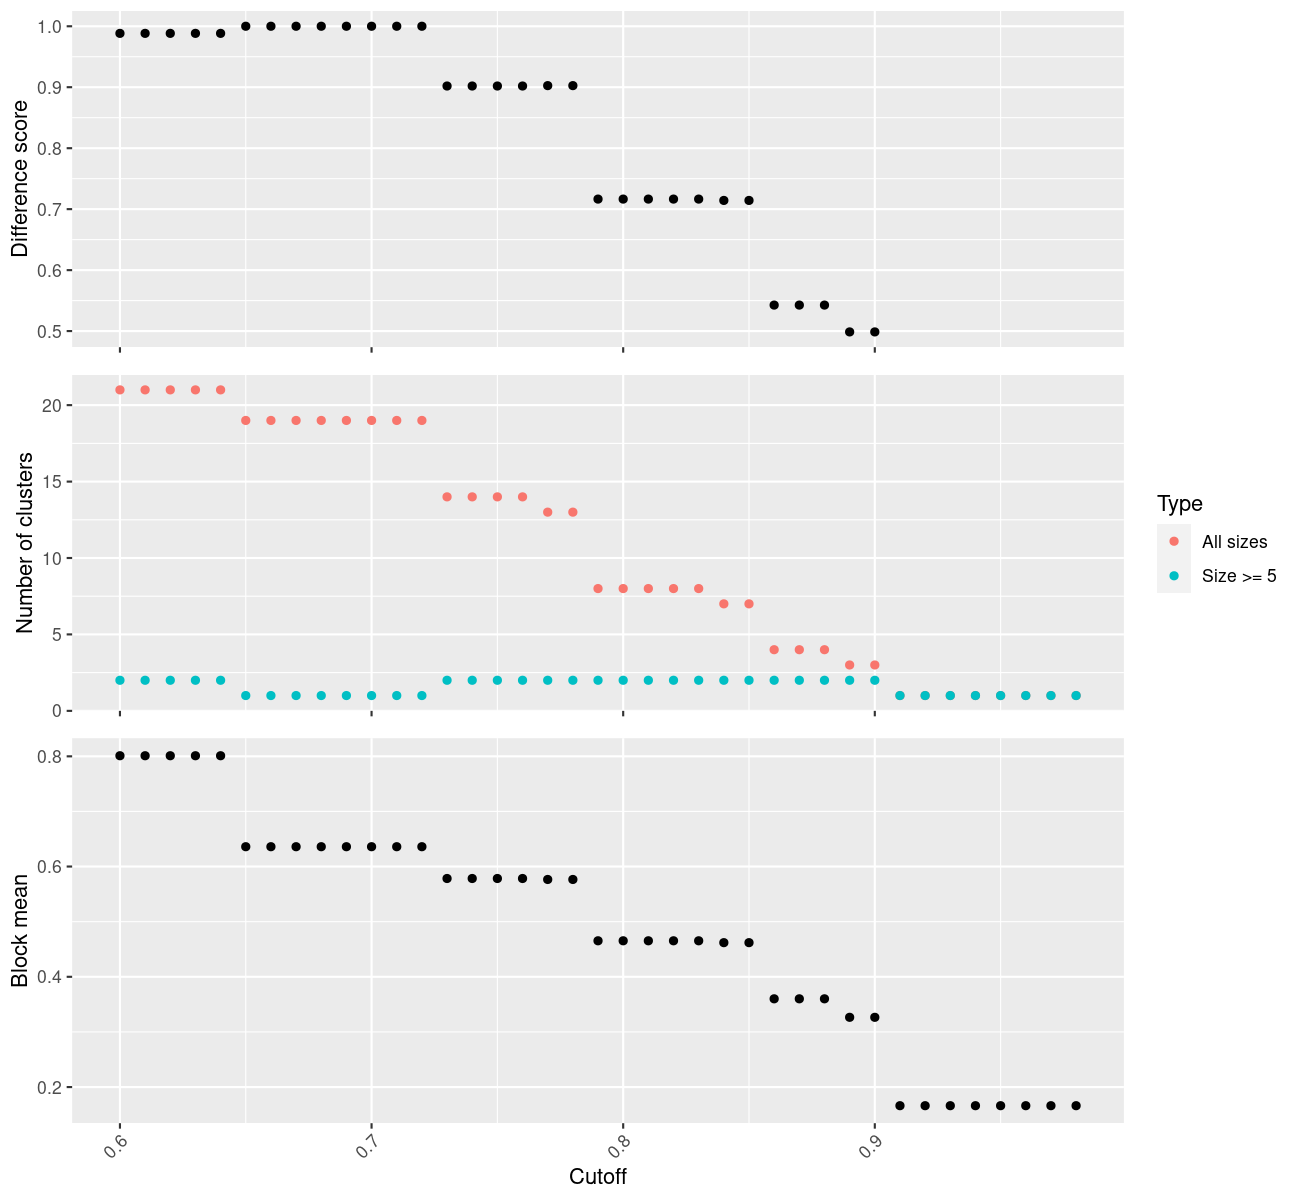 Difference score
1.0
0.9
0.8
0.7
0.6
0.5
Number of clusters
20
15
10
5
0
Type
All sizes
Size >= 5
Block mean
0.8
0.6
0.4
0.2
0.6 0.7 0.8 0.9
Cutoff